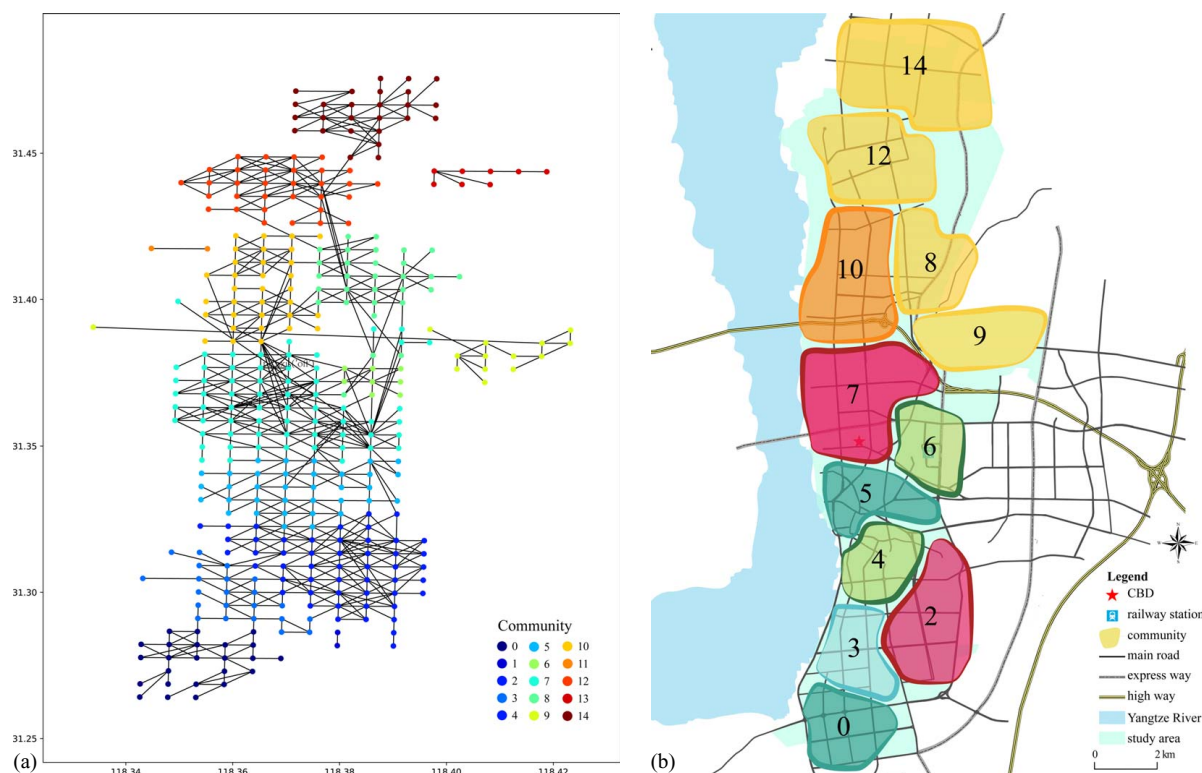 31.45
31.40
31.35
31.30
31.25
118.34
118.36
118.38
118.40
118.42
Community
0 5 10
1 6 11
2 7 12
3 8 13
4 9 14
(a)
14
12
10
8
9
7
6
5
4
2
3
0
Legend
CBD
railway station
community
main road
express way
high way
Yangtze River
study area
0 2 km
(b)